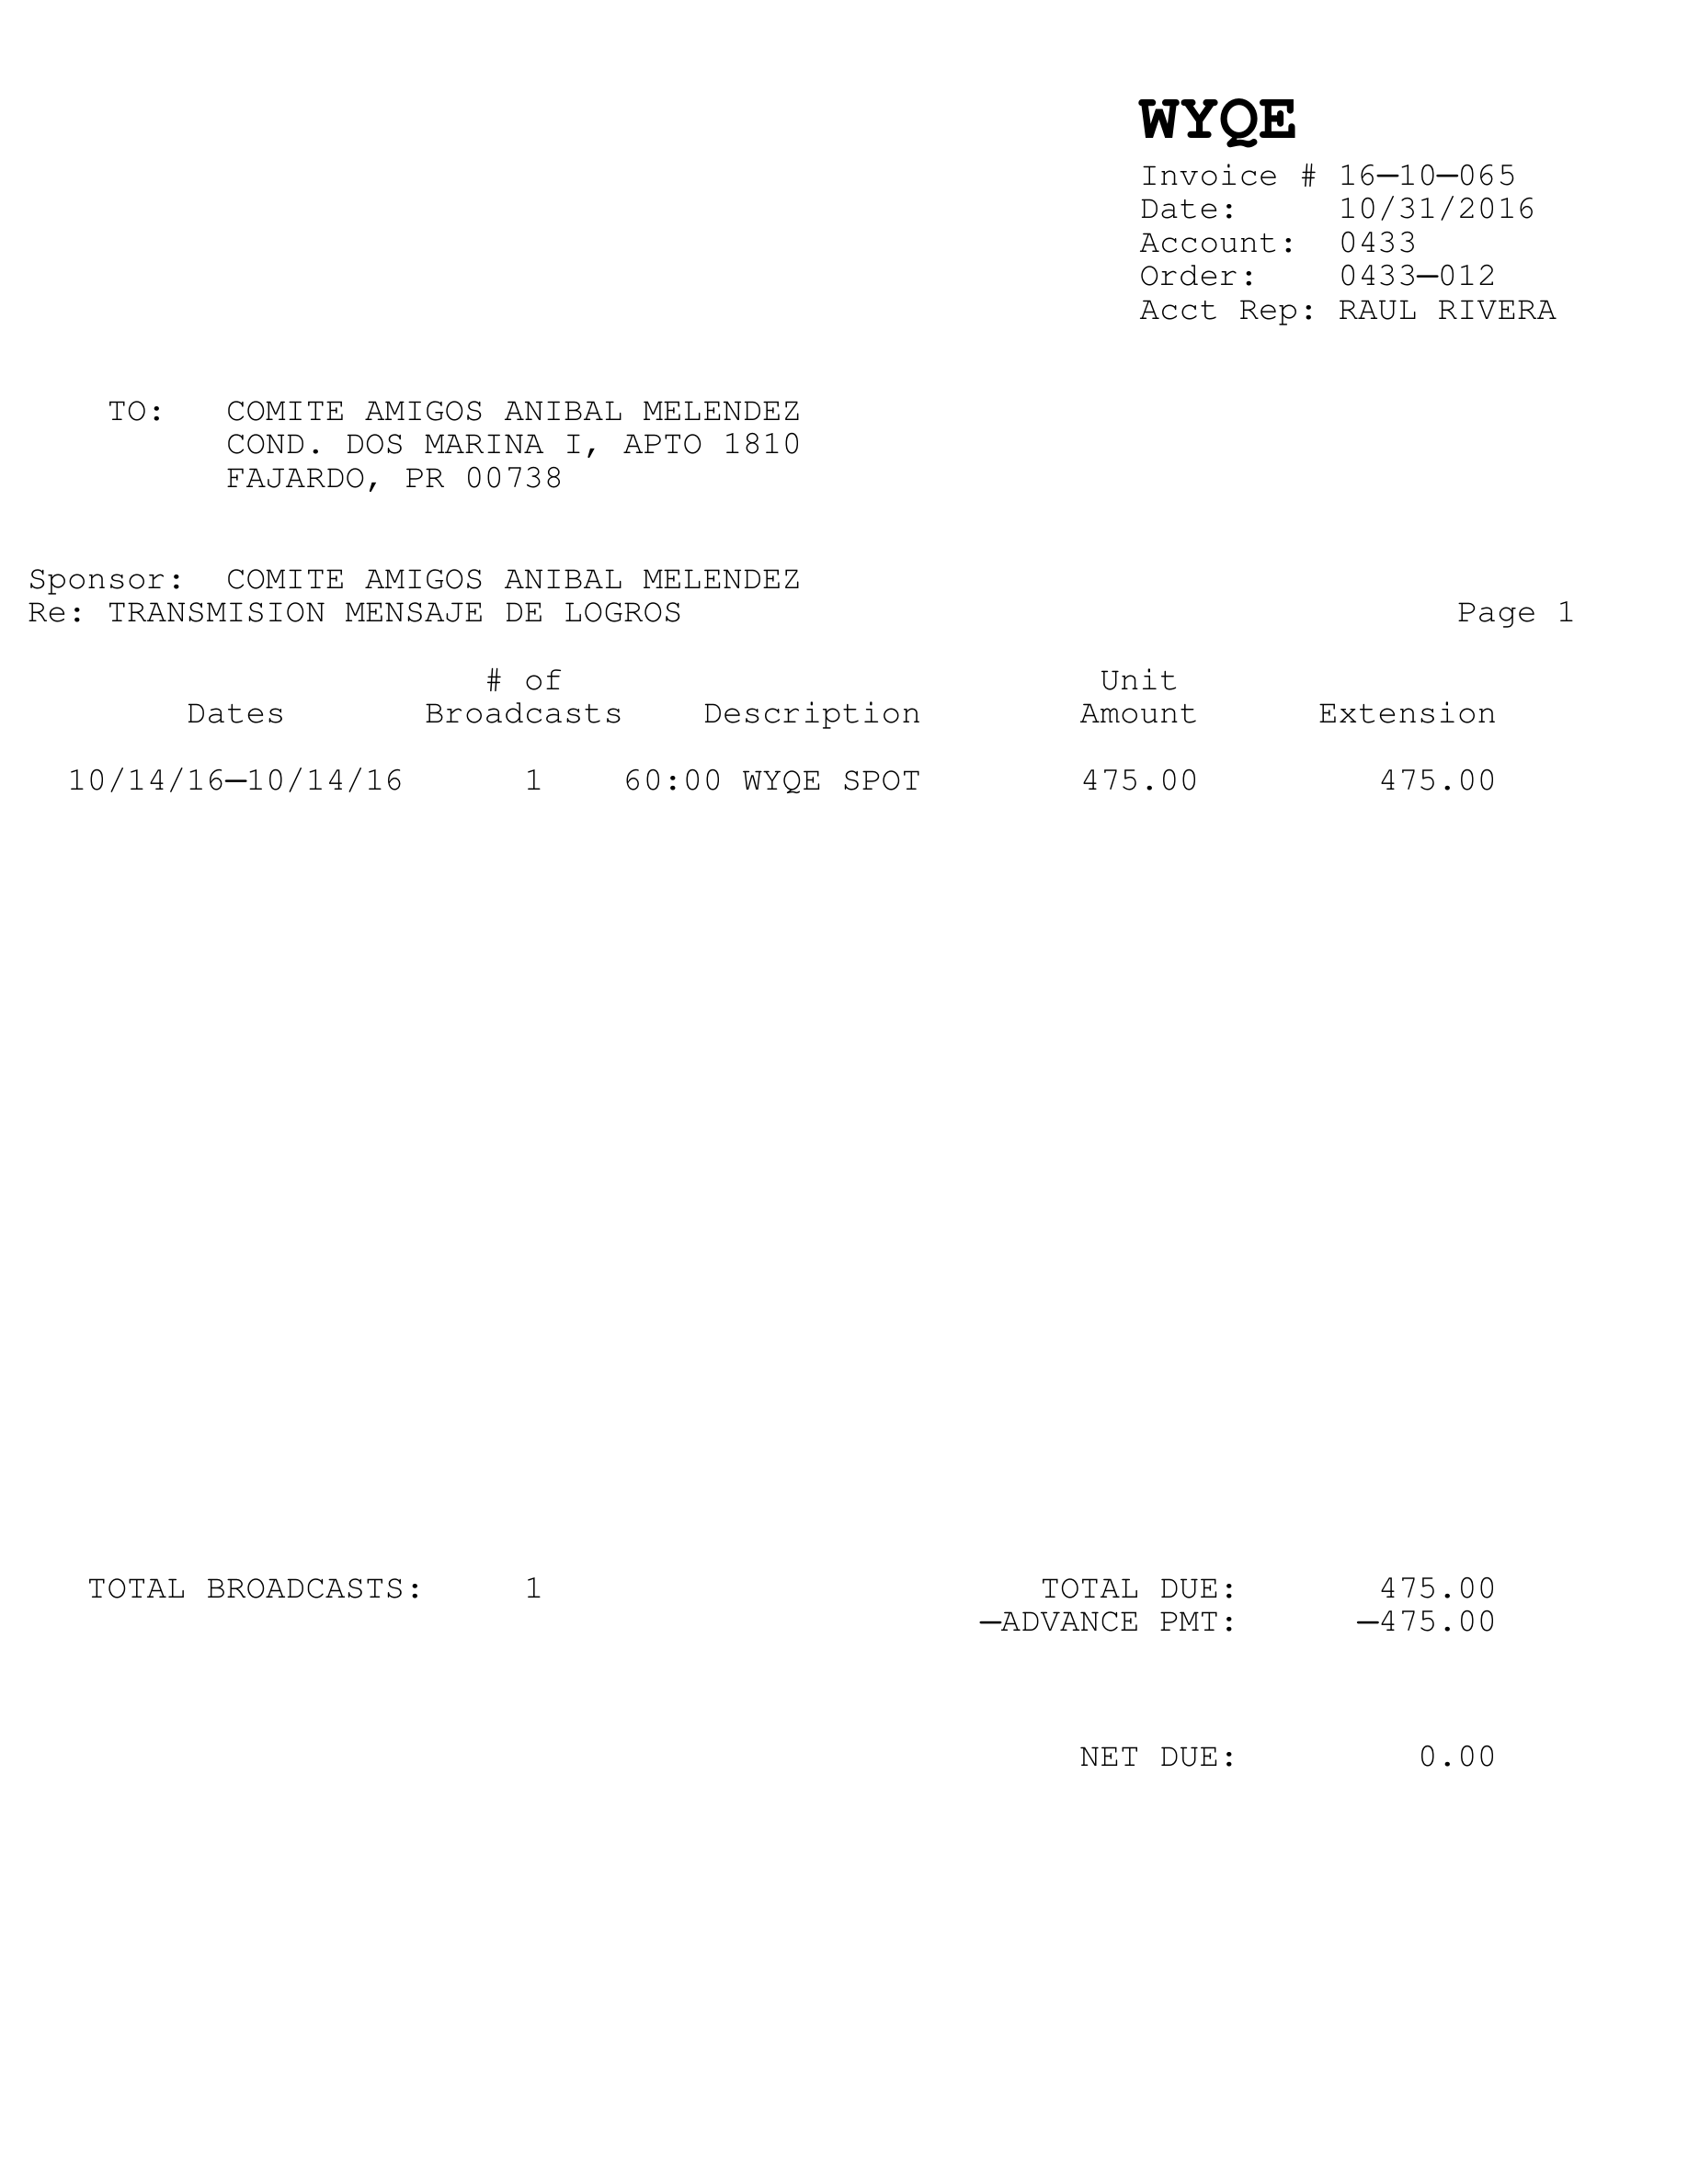 WYQE
Invoice # 16-10-065
Date: 10/31/2016
Account: 0433
Order: 0433-012
Acct Rep: RAUL RIVERA
TO: COMITE AMIGOS ANIBAL MELENDEZ
COND. DOS MARINA I, APTO 1810
FAJARDO, PR 00738
Sponsor: COMITE AMIGOS ANIBAL MELENDEZ
Re: TRANSMISION MENSAJE DE LOGROS Page 1
# of Unit
Dates Broadcasts Description Amount Extension
10/14/16-10/14/16 1 60:00 WYQE SPOT 475.00 475.00
TOTAL BROADCASTS: 1 TOTAL DUE: 475.00
-ADVANCE PMT: -475.00
NET DUE: 0.00